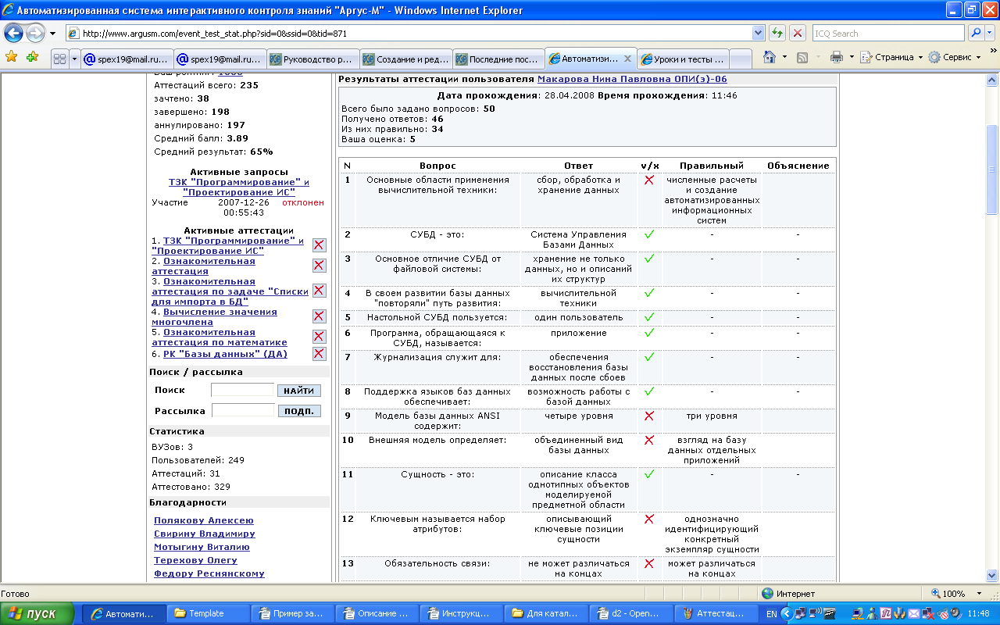 Автоматизированная система интерактивного контроля знаний "Аргус-М" - Windows Internet Explorer
http://www.argusm.com/event_test_stat.php?sid=0&ssid=0&tid=871
ICQ Search
spex19@mail.ru... spex19@mail.ru... Руководство р... Создание и ред... Последние пос... Автоматизи... Уроки и тесты ...
Страница Сервис
Аттестаций всего: 235
зачтено: 38
завершено: 198
аннулировано: 197
Средний балл: 3.89
Средний результат: 65%
Активные запросы
ТЗК "Программирование" и
"Проектирование ИС"
Участие 2007-12-26 отклонен
00:55:43
Активные аттестации
1. ТЗК "Программирование" и
"Проектирование ИС"
2. Ознакомительная
аттестация
3. Ознакомительная
аттестация по задаче "Списки
для импорта в БД"
4. Вычисление значения
многочлена
5. Ознакомительная
аттестация по математике
6. РК "Базы данных" (ДА)
Поиск / рассылка
Поиск НАЙТИ
Рассылка ПОДП.
Статистика
ВУЗов: 3
Пользователей: 249
Аттестаций: 31
Аттестовано: 329
Благодарности
Полякову Алексею
Свирину Владимиру
Мотыгину Виталию
Терехову Олегу
Федору Реснянскому
Результаты аттестации пользователя Макарова Нина Павловна ОПИ(э)-06
Дата прохождения: 28.04.2008 Время прохождения: 11:46
Всего было задано вопросов: 50
Получено ответов: 46
Из них правильно: 34
Ваша оценка: 5
N Вопрос Ответ v/x Правильный Объяснение
1 Основные области применения сбор, обработка и численные расчеты
вычислительной техники: хранение данных и создание
автоматизированных
информационных
систем
2 СУБД - это: Система Управления - -
Базами Данных
3 Основное отличие СУБД от хранение не только - -
файловой системы: данных, но и описаний
их структур
4 В своем развитии базы данных вычислительной - -
"повторяли" путь развития: техники
5 Настольной СУБД пользуется: один пользователь - -
6 Программа, обращающаяся к приложение - -
СУБД, называется:
7 Журнализация служит для: обеспечения - -
восстановления базы
данных после сбоев
8 Поддержка языков баз данных возможность работы с - -
обеспечивает: базой данных
9 Модель базы данных ANSI четыре уровня три уровня
содержит:
10 Внешняя модель определяет: объединенный вид взгляд на базу
базы данных данных отдельных
приложений
11 Сущность - это: описание класса - -
однотипных объектов
моделируемой
предметной области
12 Ключевым называется набор описывающий однозначно
атрибутов: ключевые позиции идентифицирующий
сущности конкретный
экземпляр сущности
13 Обязательность связи: не может различаться может различаться
на концах на концах
Готово Интернет 100%
пуск Автомати... Template Пример за... Описание ... Инструкц... Для катал... d2 - Open... Аттестац... EN 11:48